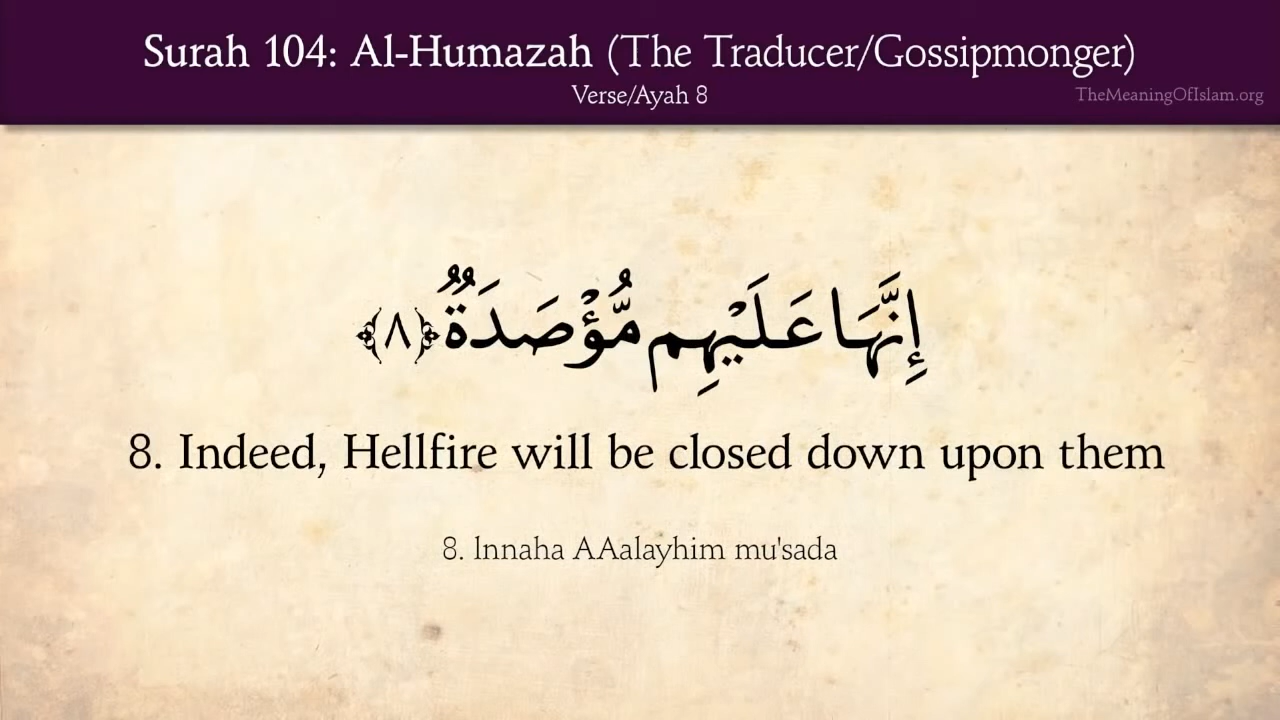 Surah 104: Al-Humazah (The Traducer/Gossipmonger)
Verse/Ayah 8
TheMeaningOfIslam.org
إِنَّهَا عَلَيْهِم مُّؤْصَدَةٌ ﴿٨﴾
8. Indeed, Hellfire will be closed down upon them
8. Innaha AAalayhim mu'sada